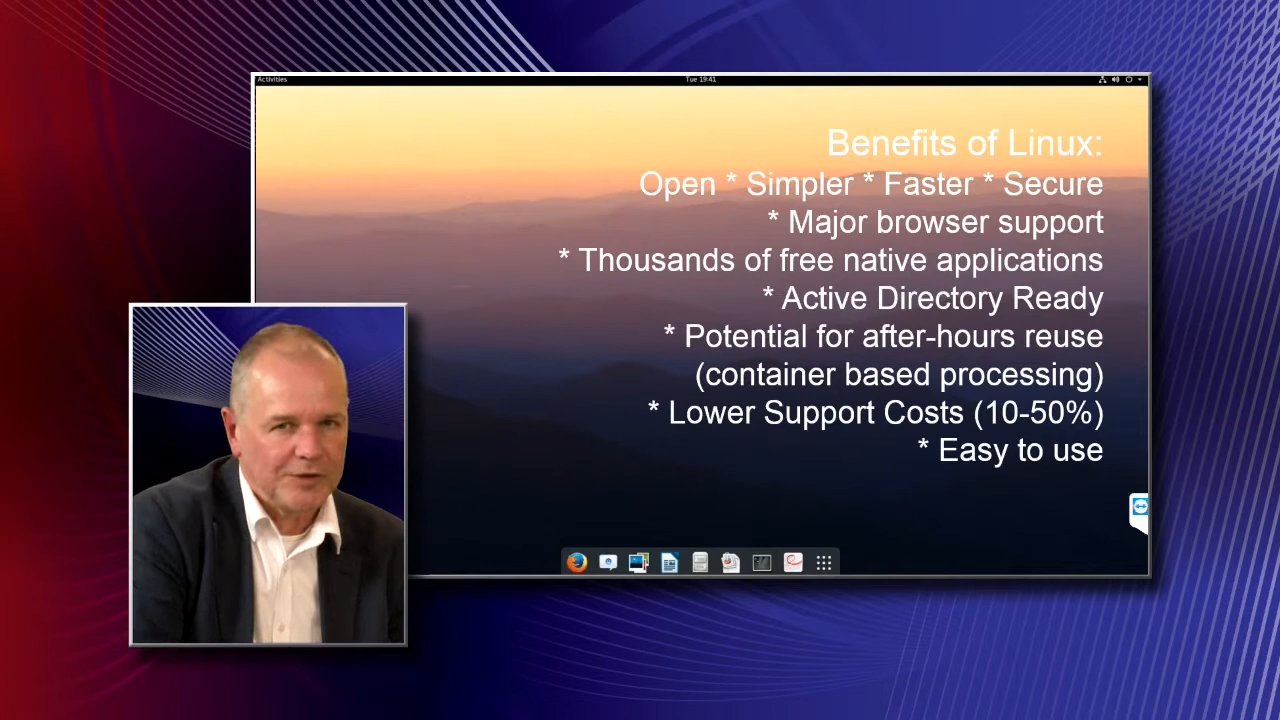 Activities
Tue 19:41
Benefits of Linux:
Open * Simpler * Faster * Secure
* Major browser support
* Thousands of free native applications
* Active Directory Ready
* Potential for after-hours reuse
(container based processing)
* Lower Support Costs (10-50%)
* Easy to use